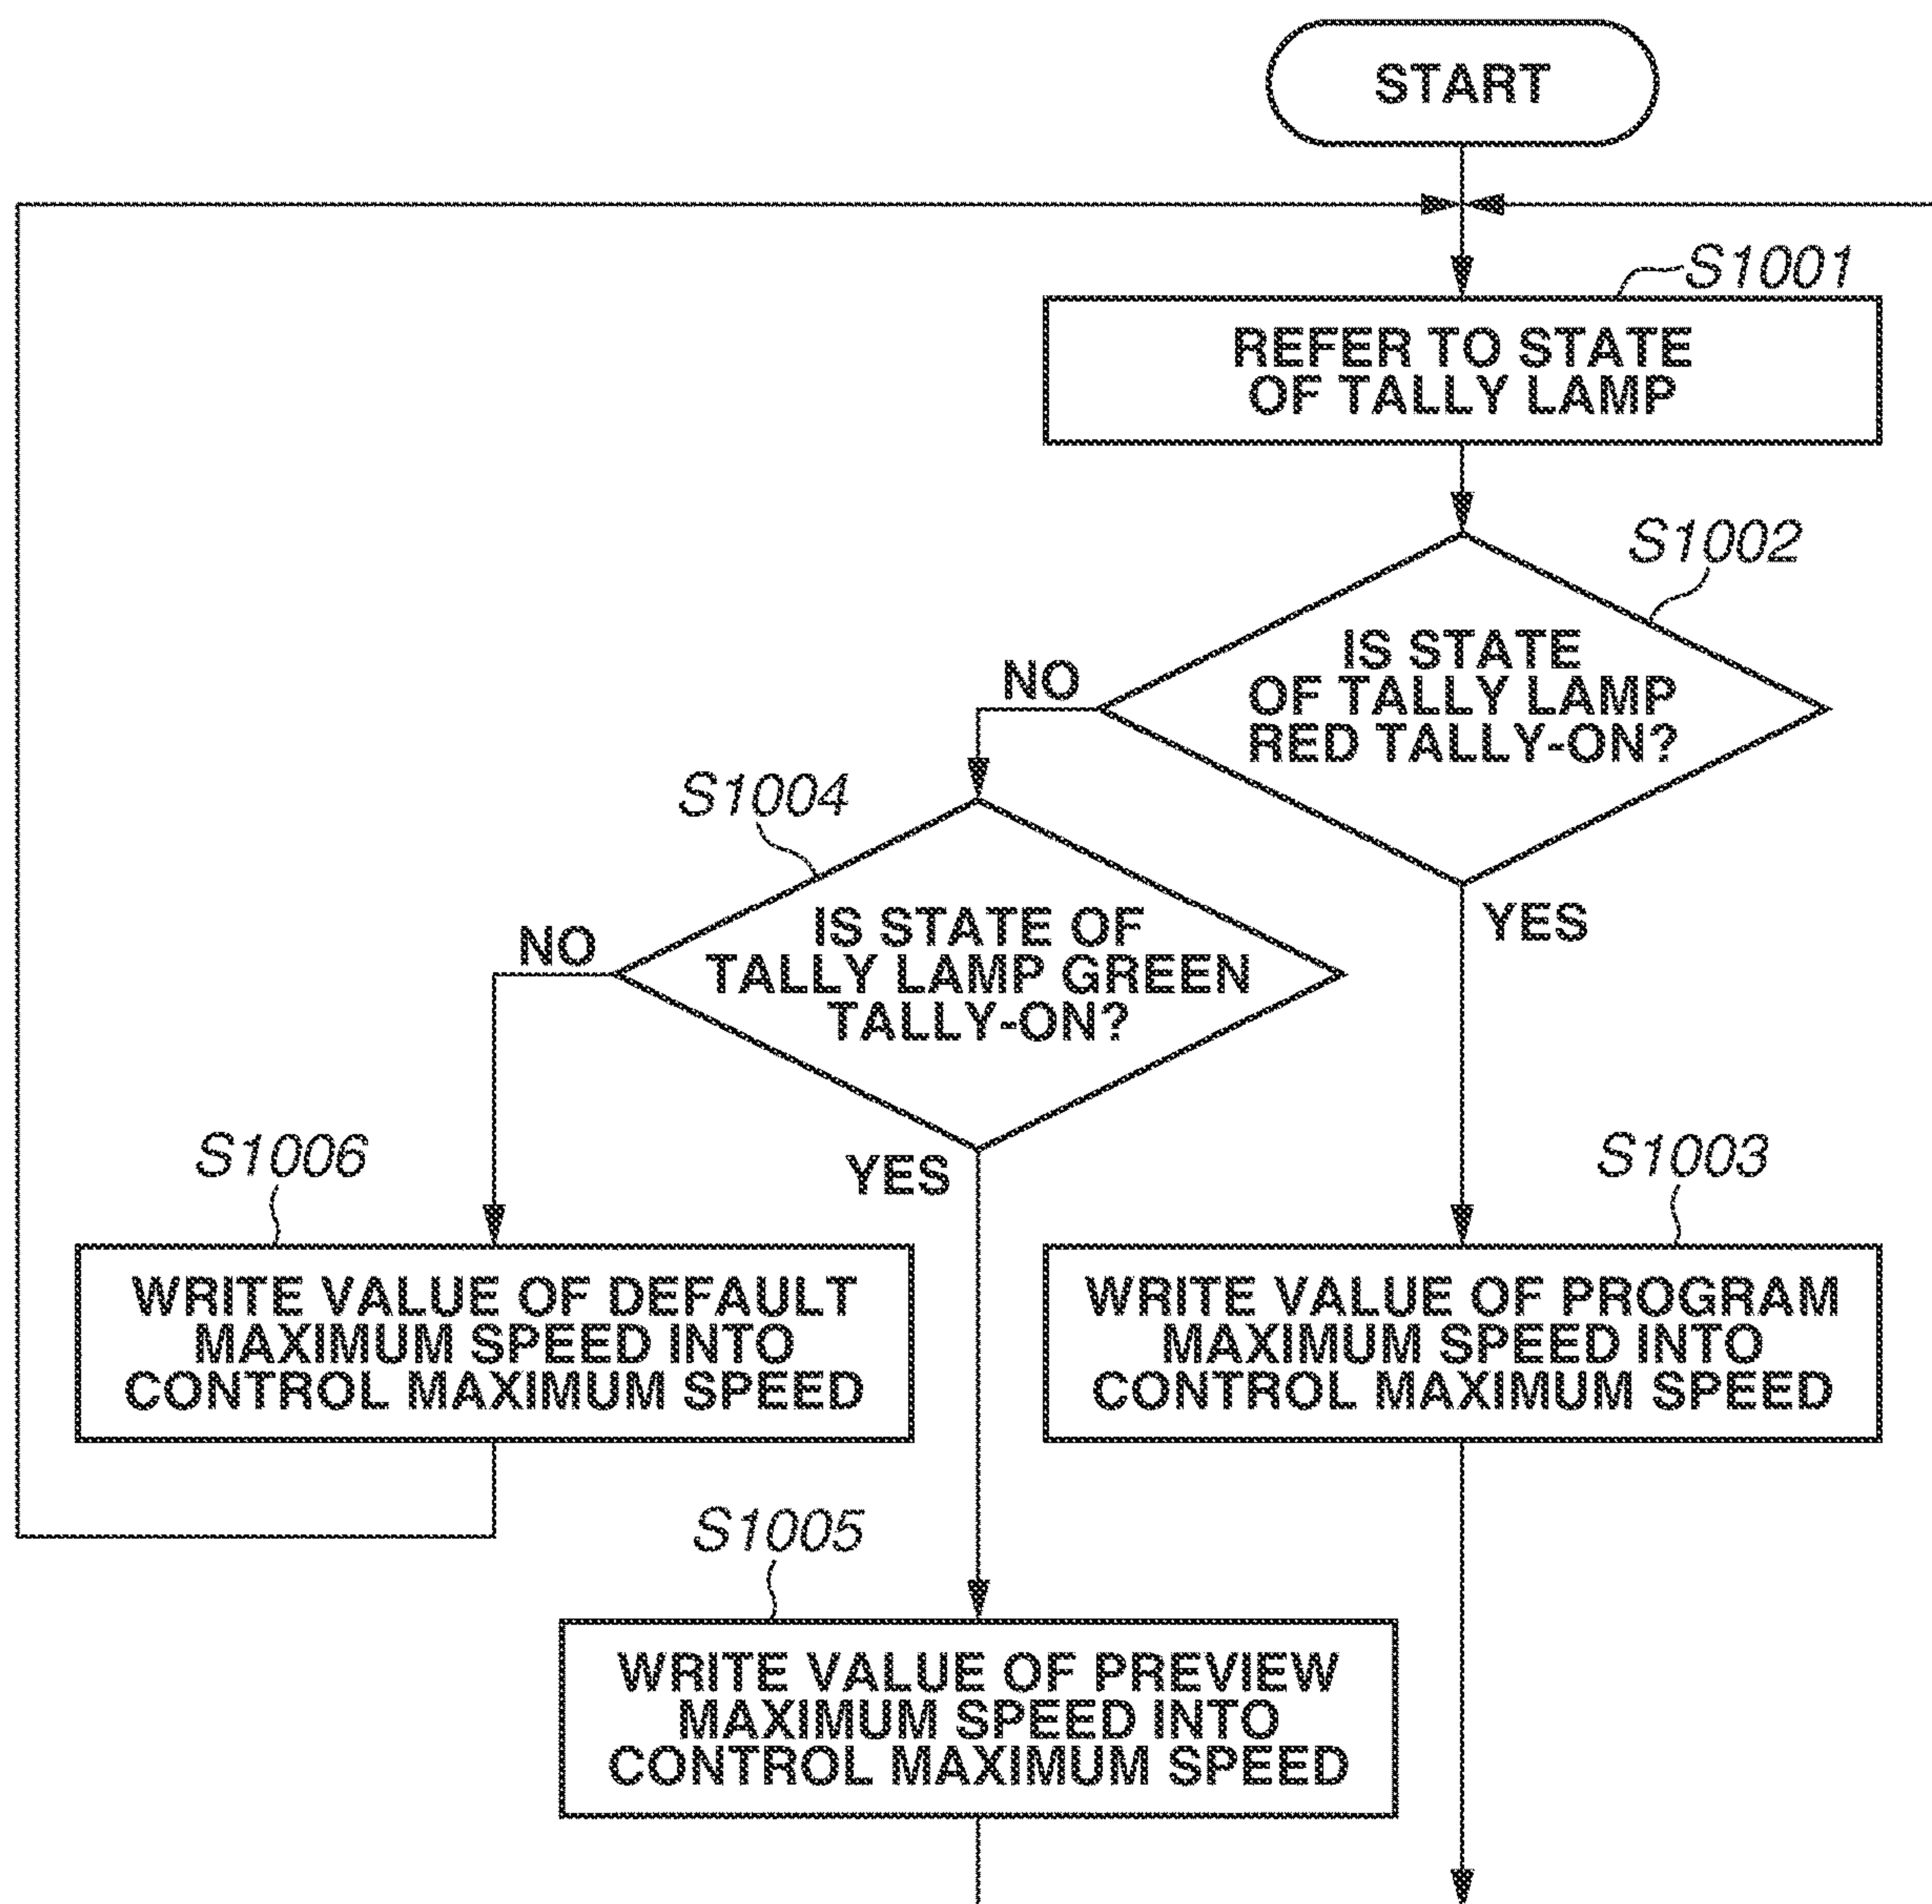 START
S1001
REFER TO STATE
OF TALLY LAMP
S1002
IS STATE
OF TALLY LAMP
RED TALLY-ON?
NO
YES
S1004
IS STATE OF
TALLY LAMP GREEN
TALLY-ON?
NO
YES
S1006
WRITE VALUE OF DEFAULT
MAXIMUM SPEED INTO
CONTROL MAXIMUM SPEED
S1003
WRITE VALUE OF PROGRAM
MAXIMUM SPEED INTO
CONTROL MAXIMUM SPEED
S1005
WRITE VALUE OF PREVIEW
MAXIMUM SPEED INTO
CONTROL MAXIMUM SPEED